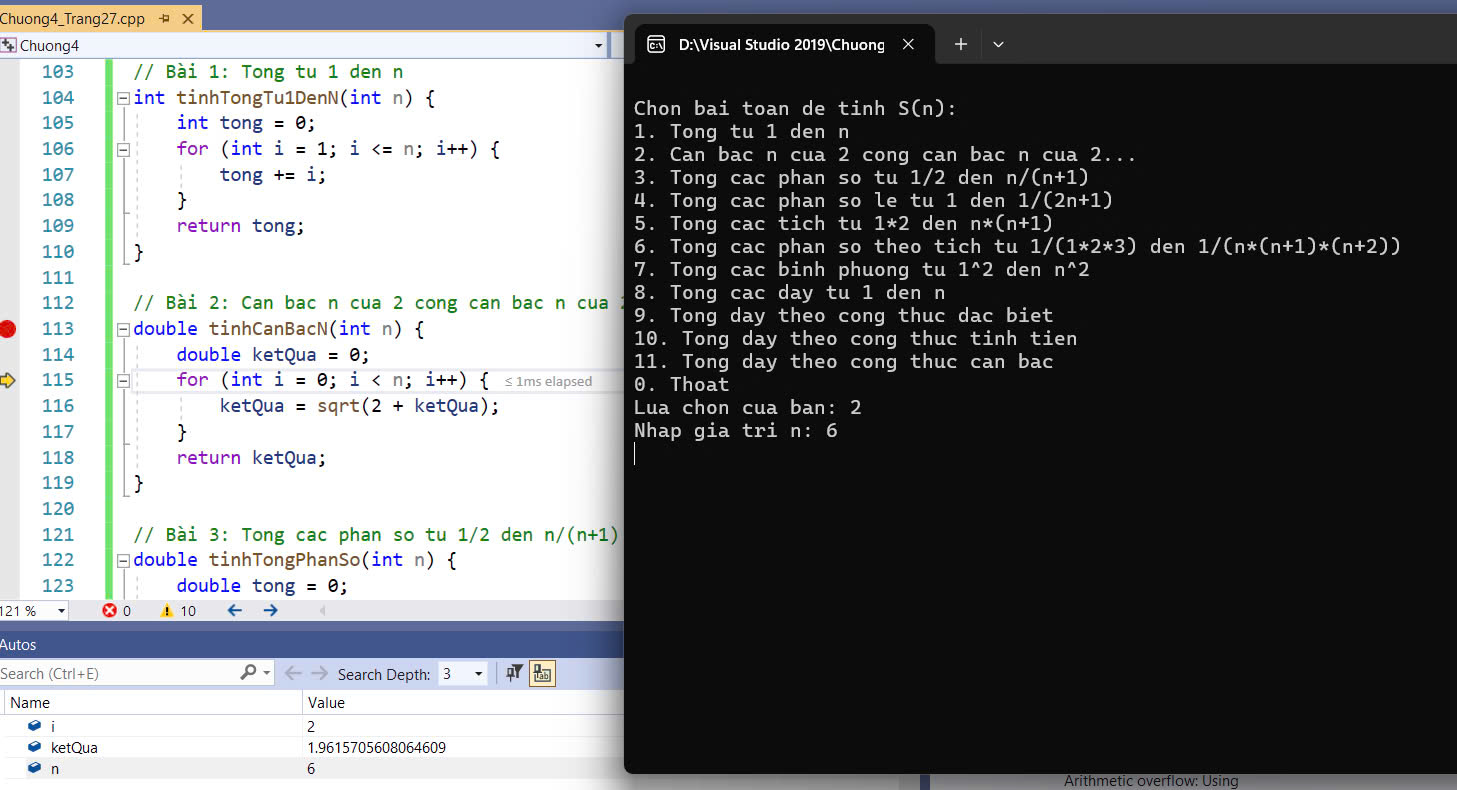 Chuong4_Trang27.cpp
Chuong4
103 // Bài 1: Tong tu 1 den n
104 int tinhTongTu1DenN(int n) {
105 int tong = 0;
106 for (int i = 1; i <= n; i++) {
107 tong += i;
108 }
109 return tong;
110 }
111
112 // Bài 2: Can bac n cua 2 cong can bac n cua
113 double tinhCanBacN(int n) {
114 double ketQua = 0;
115 for (int i = 0; i < n; i++) { ≤ 1ms elapsed
116 ketQua = sqrt(2 + ketQua);
117 }
118 return ketQua;
119 }
120
121 // Bài 3: Tong cac phan so tu 1/2 den n/(n+1)
122 double tinhTongPhanSo(int n) {
123 double tong = 0;
121 % 0 10
Autos
Search (Ctrl+E) Search Depth: 3
Name Value
i 2
ketQua 1.9615705608064609
n 6
D:\Visual Studio 2019\Chuong
Chon bai toan de tinh S(n):
1. Tong tu 1 den n
2. Can bac n cua 2 cong can bac n cua 2...
3. Tong cac phan so tu 1/2 den n/(n+1)
4. Tong cac phan so le tu 1 den 1/(2n+1)
5. Tong cac tich tu 1*2 den n*(n+1)
6. Tong cac phan so theo tich tu 1/(1*2*3) den 1/(n*(n+1)*(n+2))
7. Tong cac binh phuong tu 1^2 den n^2
8. Tong cac day tu 1 den n
9. Tong day theo cong thuc dac biet
10. Tong day theo cong thuc tinh tien
11. Tong day theo cong thuc can bac
0. Thoat
Lua chon cua ban: 2
Nhap gia tri n: 6
Arithmetic overflow: Using